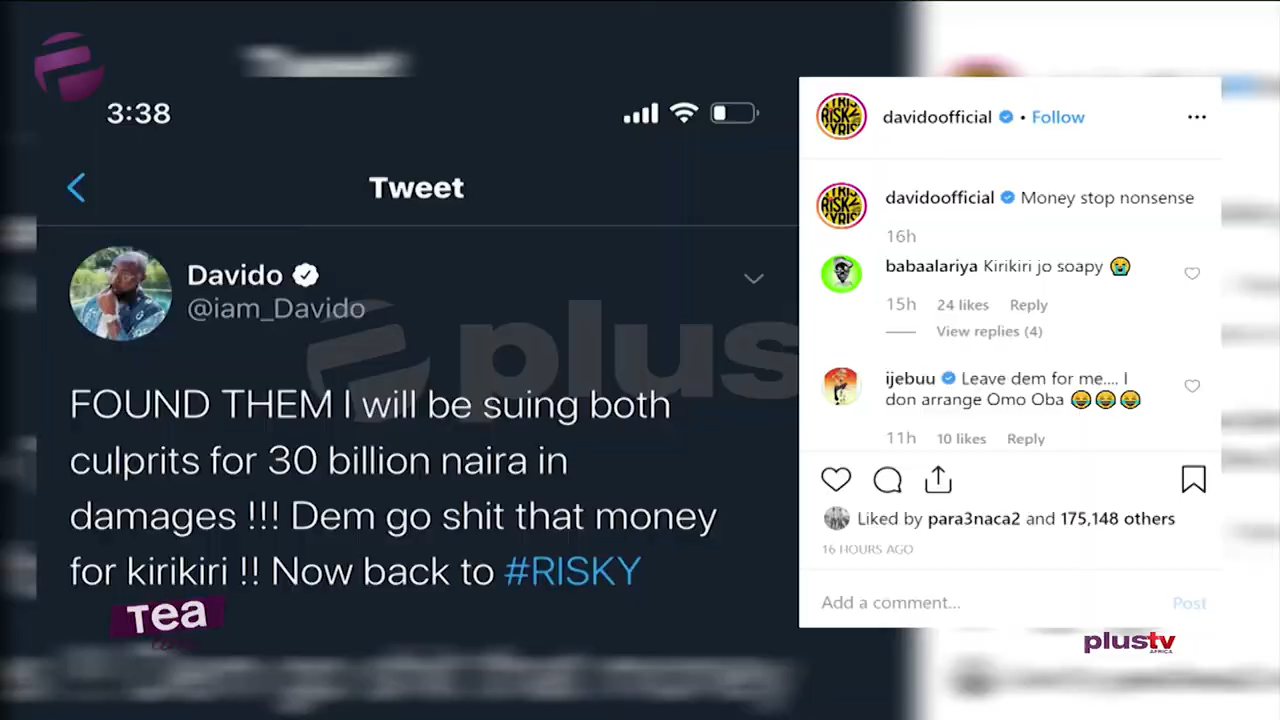 3:38
Tweet
Davido
@iam_Davido
plus
FOUND THEM I will be suing both
culprits for 30 billion naira in
damages !!! Dem go shit that money
for kirikiri !! Now back to #RISKY
Tea
davidoofficial • Follow
davidoofficial Money stop nonsense
16h
babaalariya Kirikiri jo soapy 😭
15h 24 likes Reply
View replies (4)
ijebuu Leave dem for me.... I
don arrange Omo Oba 😂😂😂
11h 10 likes Reply
Liked by para3naca2 and 175,148 others
16 HOURS AGO
Add a comment... Post
plustv
AFRICA